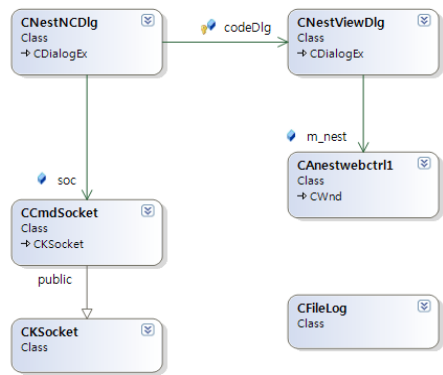 CNestNCDlg
Class
CDialogEx
codeDlg
CNestViewDlg
Class
CDialogEx
soc
m_nest
CCmdSocket
Class
CKSocket
CAnestwebctrl1
Class
CWnd
public
CKSocket
Class
CFileLog
Class